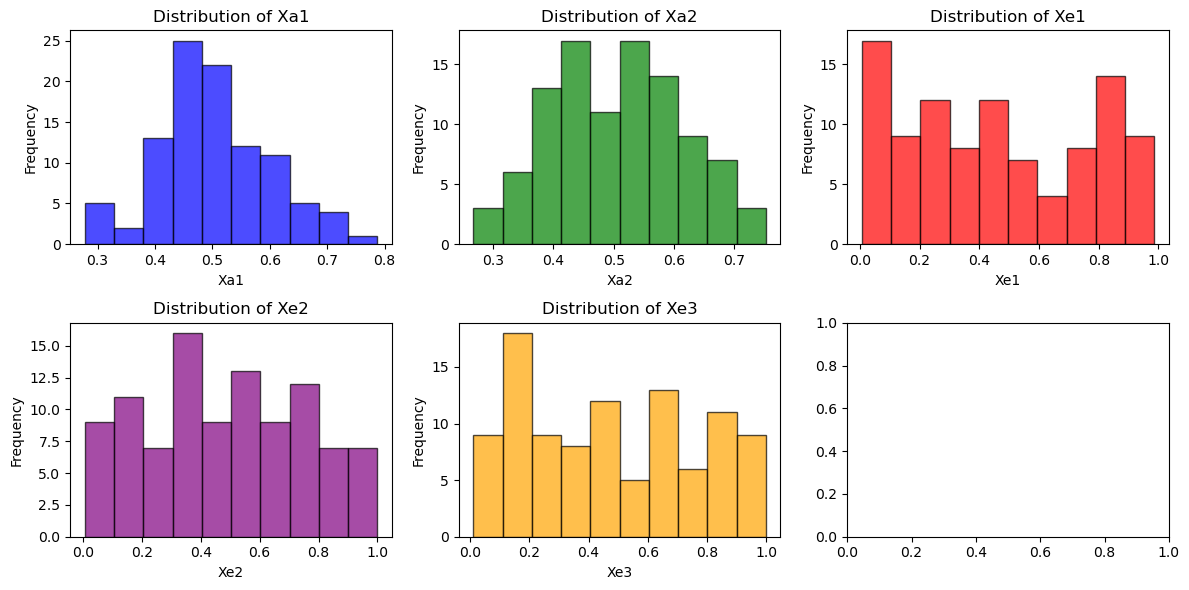 Distribution of Xa1
Frequency
25
20
15
10
5
0
0.3 0.4 0.5 0.6 0.7 0.8
Xa1
Distribution of Xa2
Frequency
15
10
5
0
0.3 0.4 0.5 0.6 0.7
Xa2
Distribution of Xe1
Frequency
15
10
5
0
0.0 0.2 0.4 0.6 0.8 1.0
Xe1
Distribution of Xe2
Frequency
15.0
12.5
10.0
7.5
5.0
2.5
0.0
0.0 0.2 0.4 0.6 0.8 1.0
Xe2
Distribution of Xe3
Frequency
15
10
5
0
0.0 0.2 0.4 0.6 0.8 1.0
Xe3
1.0
0.8
0.6
0.4
0.2
0.0
0.0 0.2 0.4 0.6 0.8 1.0